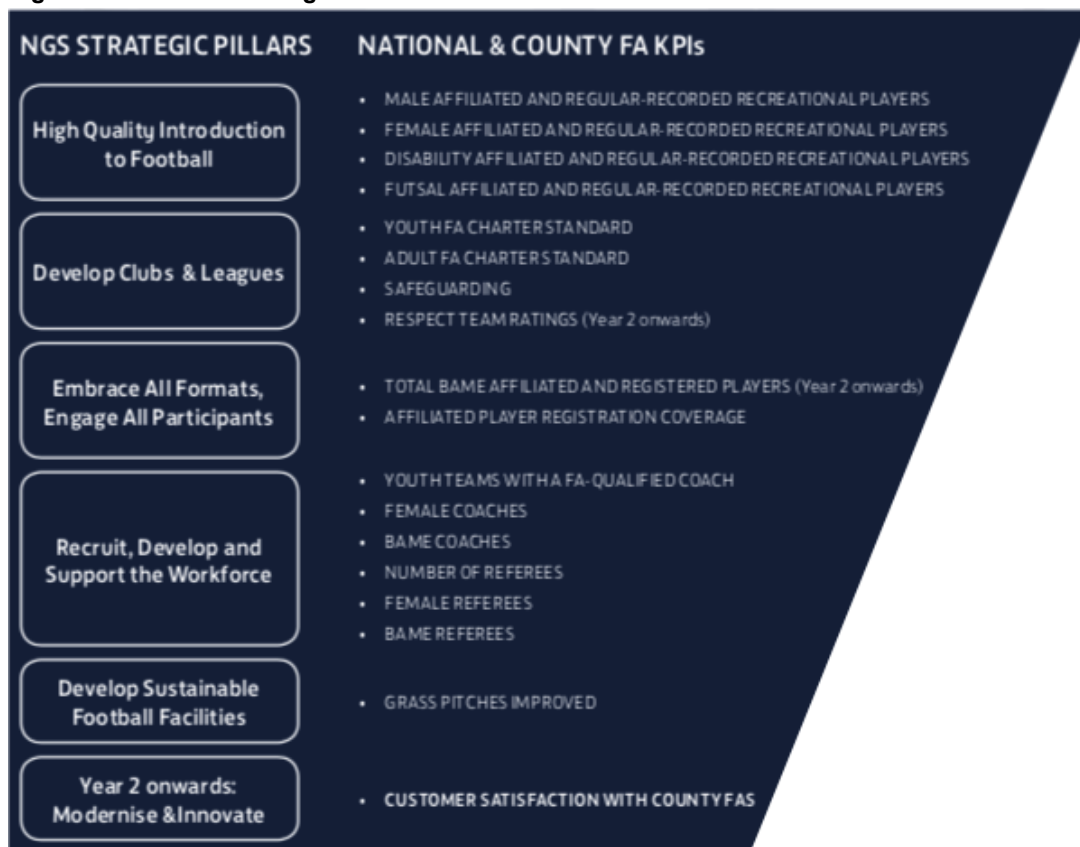 NGS STRATEGIC PILLARS
NATIONAL & COUNTY FA KPIs
High Quality Introduction
to Football
• MALE AFFILIATED AND REGULAR-RECORDED RECREATIONAL PLAYERS
• FEMALE AFFILIATED AND REGULAR-RECORDED RECREATIONAL PLAYERS
• DISABILITY AFFILIATED AND REGULAR-RECORDED RECREATIONAL PLAYERS
• FUTSAL AFFILIATED AND REGULAR-RECORDED RECREATIONAL PLAYERS
Develop Clubs & Leagues
• YOUTH FA CHARTER STANDARD
• ADULT FA CHARTER STANDARD
• SAFEGUARDING
• RESPECT TEAM RATINGS (Year 2 onwards)
Embrace All Formats,
Engage All Participants
• TOTAL BAME AFFILIATED AND REGISTERED PLAYERS (Year 2 onwards)
• AFFILIATED PLAYER REGISTRATION COVERAGE
Recruit, Develop and
Support the Workforce
• YOUTH TEAMS WITH A FA-QUALIFIED COACH
• FEMALE COACHES
• BAME COACHES
• NUMBER OF REFEREES
• FEMALE REFEREES
• BAME REFEREES
Develop Sustainable
Football Facilities
• GRASS PITCHES IMPROVED
Year 2 onwards:
Modernise & Innovate
• CUSTOMER SATISFACTION WITH COUNTY FAS